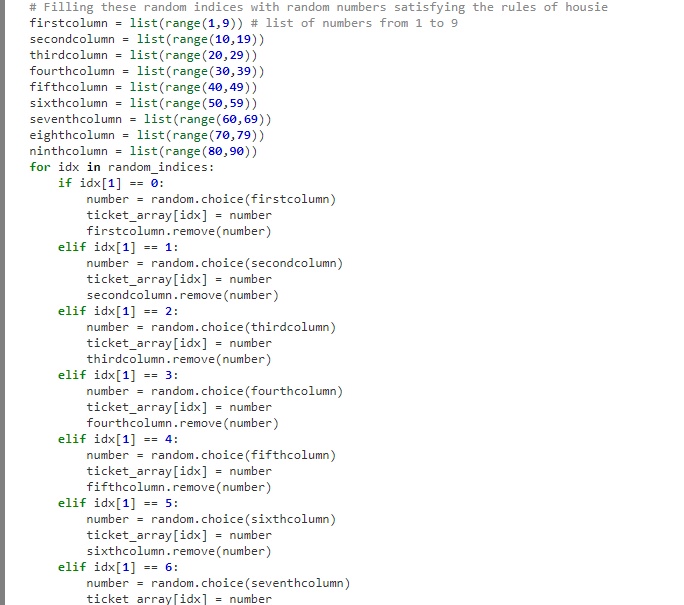 # Filling these random indices with random numbers satisfying the rules of housie
firstcolumn = list(range(1,9)) # list of numbers from 1 to 9
secondcolumn = list(range(10,19))
thirdcolumn = list(range(20,29))
fourthcolumn = list(range(30,39))
fifthcolumn = list(range(40,49))
sixthcolumn = list(range(50,59))
seventhcolumn = list(range(60,69))
eighthcolumn = list(range(70,79))
ninthcolumn = list(range(80,90))
for idx in random_indices:
    if idx[1] == 0:
        number = random.choice(firstcolumn)
        ticket_array[idx] = number
        firstcolumn.remove(number)
    elif idx[1] == 1:
        number = random.choice(secondcolumn)
        ticket_array[idx] = number
        secondcolumn.remove(number)
    elif idx[1] == 2:
        number = random.choice(thirdcolumn)
        ticket_array[idx] = number
        thirdcolumn.remove(number)
    elif idx[1] == 3:
        number = random.choice(fourthcolumn)
        ticket_array[idx] = number
        fourthcolumn.remove(number)
    elif idx[1] == 4:
        number = random.choice(fifthcolumn)
        ticket_array[idx] = number
        fifthcolumn.remove(number)
    elif idx[1] == 5:
        number = random.choice(sixthcolumn)
        ticket_array[idx] = number
        sixthcolumn.remove(number)
    elif idx[1] == 6:
        number = random.choice(seventhcolumn)
        ticket_array[idx] = number